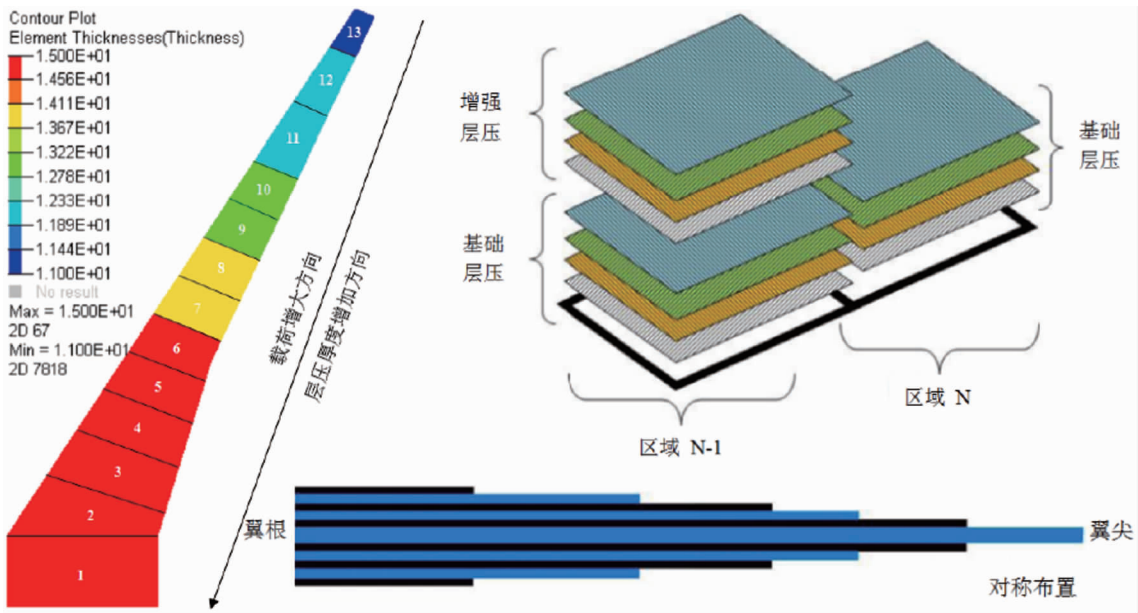 Contour Plot
Element Thicknesses(Thickness)
1.500E+01
1.456E+01
1.411E+01
1.367E+01
1.322E+01
1.278E+01
1.233E+01
1.189E+01
1.144E+01
1.100E+01
No result
Max = 1.500E+01
2D 67
Min = 1.100E+01
2D 7818
13
12
11
10
9
8
7
6
5
4
3
2
1
载荷增大方向
层压厚度增加方向
增强
层压
基础
层压
基础
层压
区域 N
区域 N-1
翼根
翼尖
对称布置